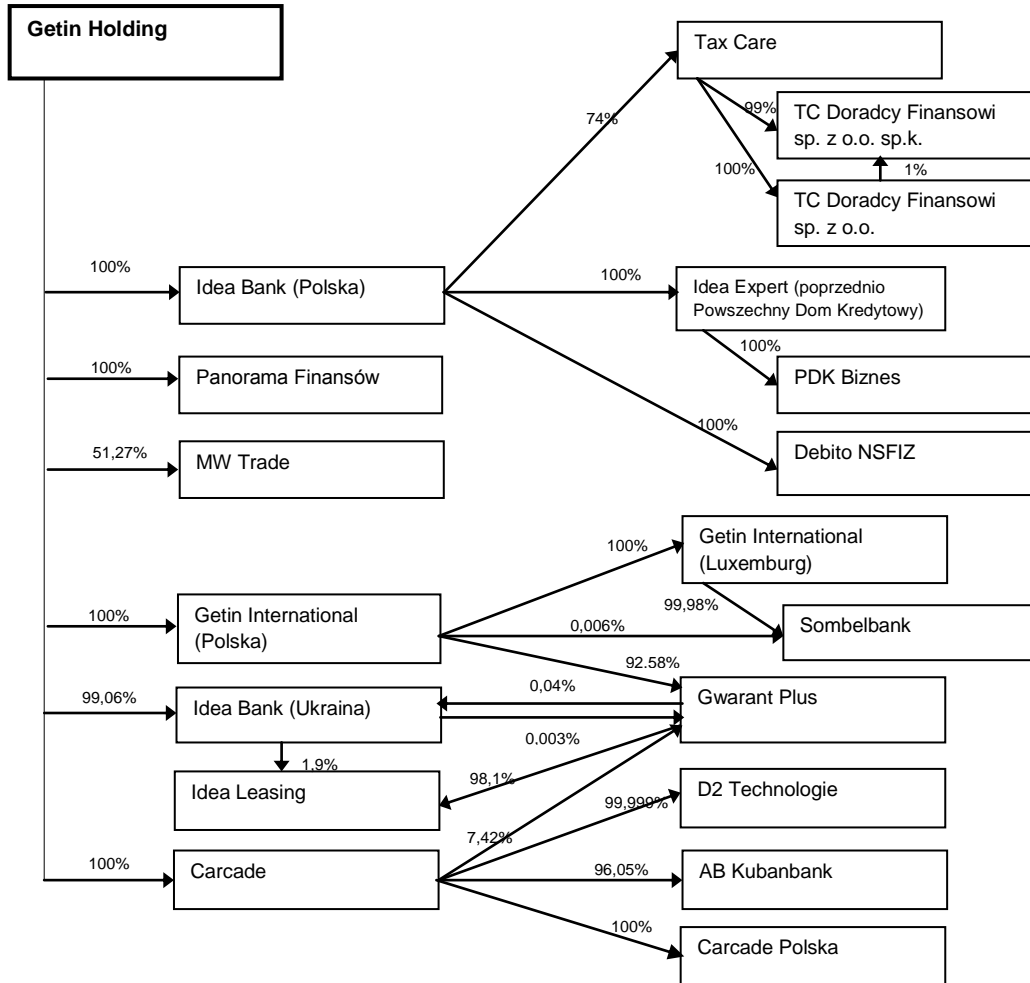 Getin Holding
Tax Care
74%
99%
TC Doradcy Finansowi
sp. z o.o. sp.k.
100%
1%
TC Doradcy Finansowi
sp. z o.o.
100%
Idea Bank (Polska)
100%
Idea Expert (poprzednio
Powszechny Dom Kredytowy)
100%
PDK Biznes
100%
Panorama Finansów
100%
Debito NSFIZ
51,27%
MW Trade
100%
Getin International
(Luxemburg)
99,98%
100%
Getin International
(Polska)
0,006%
Sombelbank
92.58%
99,06%
Idea Bank (Ukraina)
0,04%
Gwarant Plus
0,003%
1,9%
Idea Leasing
98,1%
99,999%
D2 Technologie
7,42%
100%
Carcade
96,05%
AB Kubanbank
100%
Carcade Polska